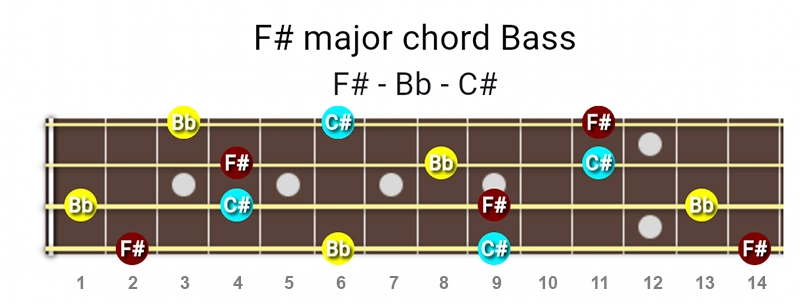 F# major chord Bass
F# - Bb - C#
Bb C# F#
F# Bb C#
Bb C# F# Bb
F# Bb C# F#
1 2 3 4 5 6 7 8 9 10 11 12 13 14